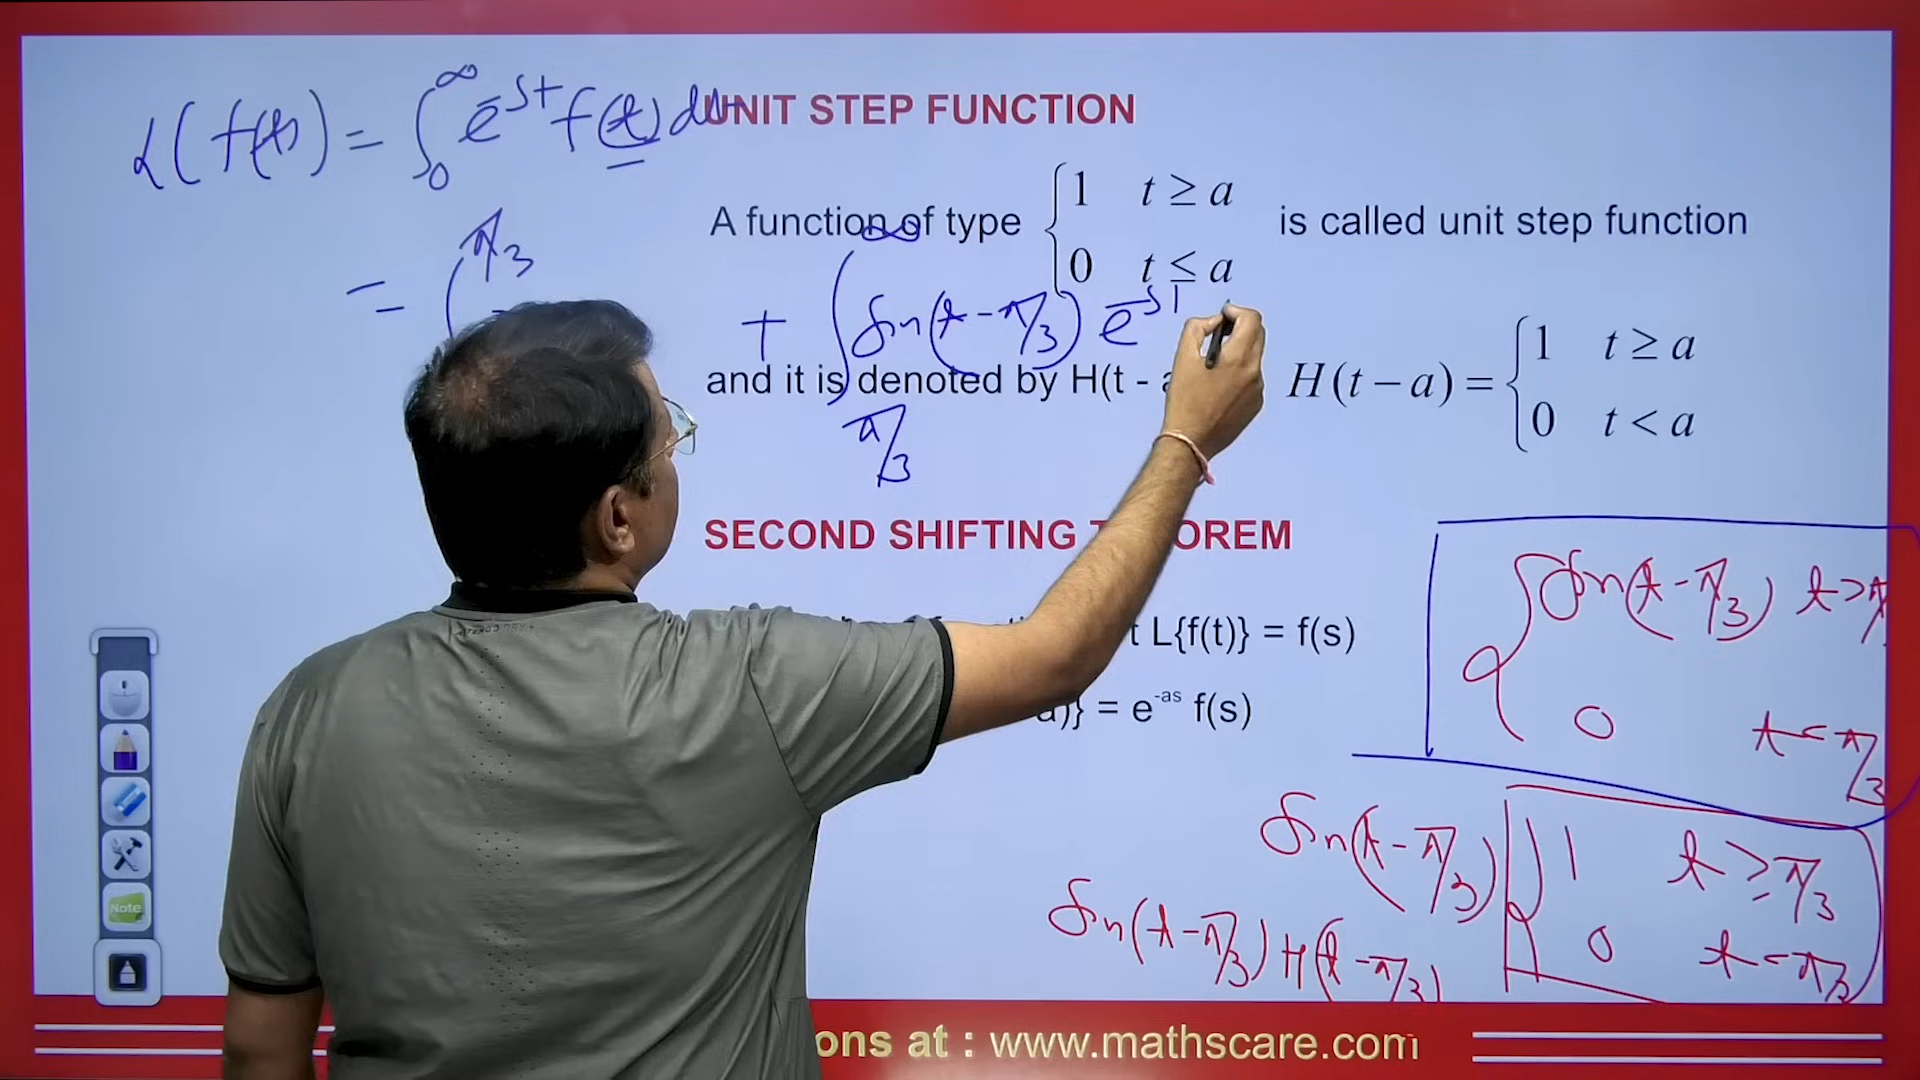 L(f(t)) = ∫₀^∞ e^-st f(t) dt
UNIT STEP FUNCTION
A function of type { 1 t ≥ a
0 t ≤ a is called unit step function
= ∫ π/3
+ ∫_π/3^∞ sin(t - π/3) e^-st
and it is denoted by H(t - H(t - a) = { 1 t ≥ a
0 t < a
SECOND SHIFTING
{ sin(t - π/3) t > π
0 t < π/3
t L{f(t)} = f(s)
a)} = e^-as f(s)
sin(t - π/3) { 1 t ≥ π/3
0 t < π/3
sin(t - π/3) H(t - π/3)
Note
ons at : www.mathscare.com